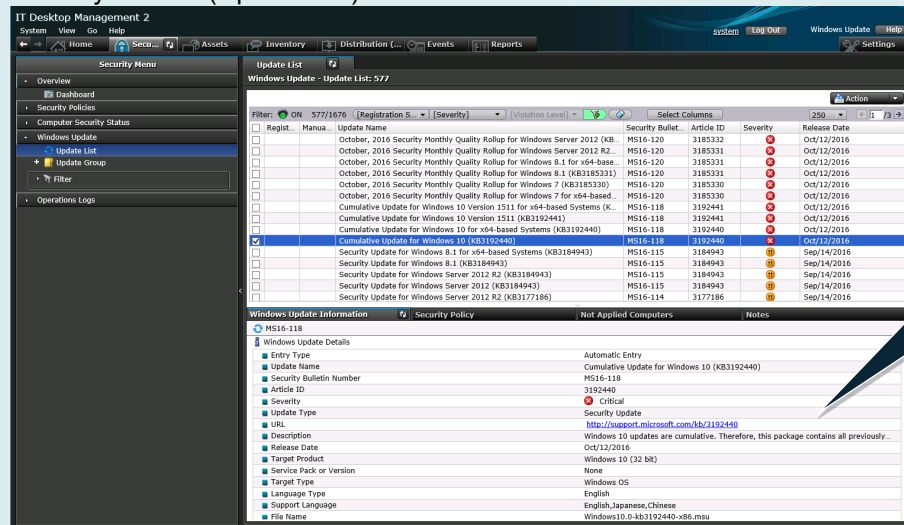 IT Desktop Management 2
System View Go Help
system Log Out Windows Update Help
Home Secu... Assets Inventory Distribution (... Events Reports Settings
Security Menu
Overview
Dashboard
Security Policies
Computer Security Status
Windows Update
Update List
Update Group
Filter
Operations Logs
Update List
Windows Update - Update List: 577
Action
Filter: ON 577/1676 [Registration S... [Severity] [Violation Level] Select Columns 250 1 /3
Regist... Manua... Update Name Security Bullet... Article ID Severity Release Date
October, 2016 Security Monthly Quality Rollup for Windows Server 2012 (KB... MS16-120 3185332 Oct/12/2016
October, 2016 Security Monthly Quality Rollup for Windows Server 2012 R2... MS16-120 3185331 Oct/12/2016
October, 2016 Security Monthly Quality Rollup for Windows 8.1 for x64-base... MS16-120 3185331 Oct/12/2016
October, 2016 Security Monthly Quality Rollup for Windows 8.1 (KB3185331) MS16-120 3185331 Oct/12/2016
October, 2016 Security Monthly Quality Rollup for Windows 7 (KB3185330) MS16-120 3185330 Oct/12/2016
October, 2016 Security Monthly Quality Rollup for Windows 7 for x64-based... MS16-120 3185330 Oct/12/2016
Cumulative Update for Windows 10 Version 1511 for x64-based Systems (K... MS16-118 3192441 Oct/12/2016
Cumulative Update for Windows 10 Version 1511 (KB3192441) MS16-118 3192441 Oct/12/2016
Cumulative Update for Windows 10 for x64-based Systems (KB3192440) MS16-118 3192440 Oct/12/2016
Cumulative Update for Windows 10 (KB3192440) MS16-118 3192440 Oct/12/2016
Security Update for Windows 8.1 for x64-based Systems (KB3184943) MS16-115 3184943 Sep/14/2016
Security Update for Windows 8.1 (KB3184943) MS16-115 3184943 Sep/14/2016
Security Update for Windows Server 2012 R2 (KB3184943) MS16-115 3184943 Sep/14/2016
Security Update for Windows Server 2012 (KB3184943) MS16-115 3184943 Sep/14/2016
Security Update for Windows Server 2012 R2 (KB3177186) MS16-114 3177186 Sep/14/2016
Windows Update Information Security Policy Not Applied Computers Notes
MS16-118
Windows Update Details
Entry Type Automatic Entry
Update Name Cumulative Update for Windows 10 (KB3192440)
Security Bulletin Number MS16-118
Article ID 3192440
Severity Critical
Update Type Security Update
URL http://support.microsoft.com/kb/3192440
Description Windows 10 updates are cumulative. Therefore, this package contains all previously...
Release Date Oct/12/2016
Target Product Windows 10 (32 bit)
Service Pack or Version None
Target Type Windows OS
Language Type English
Support Language English,Japanese,Chinese
File Name Windows10.0-kb3192440-x86.msu